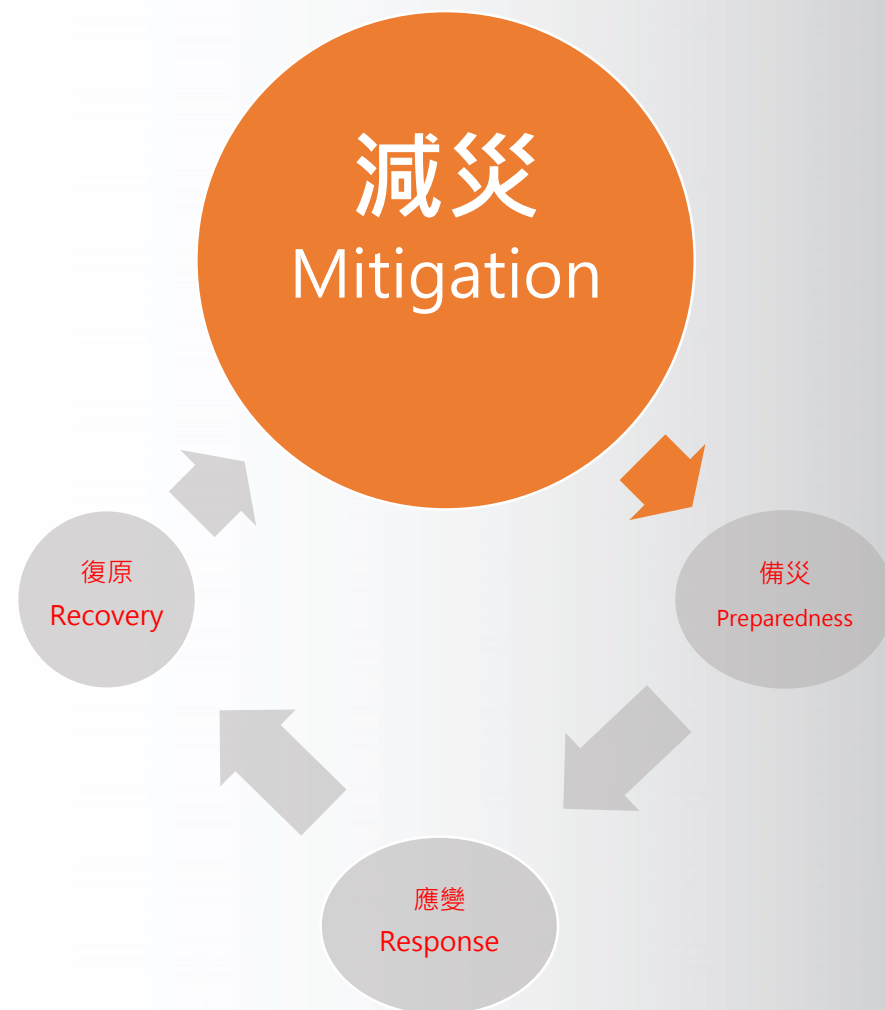 減災
Mitigation
復原
Recovery
備災
Preparedness
應變
Response